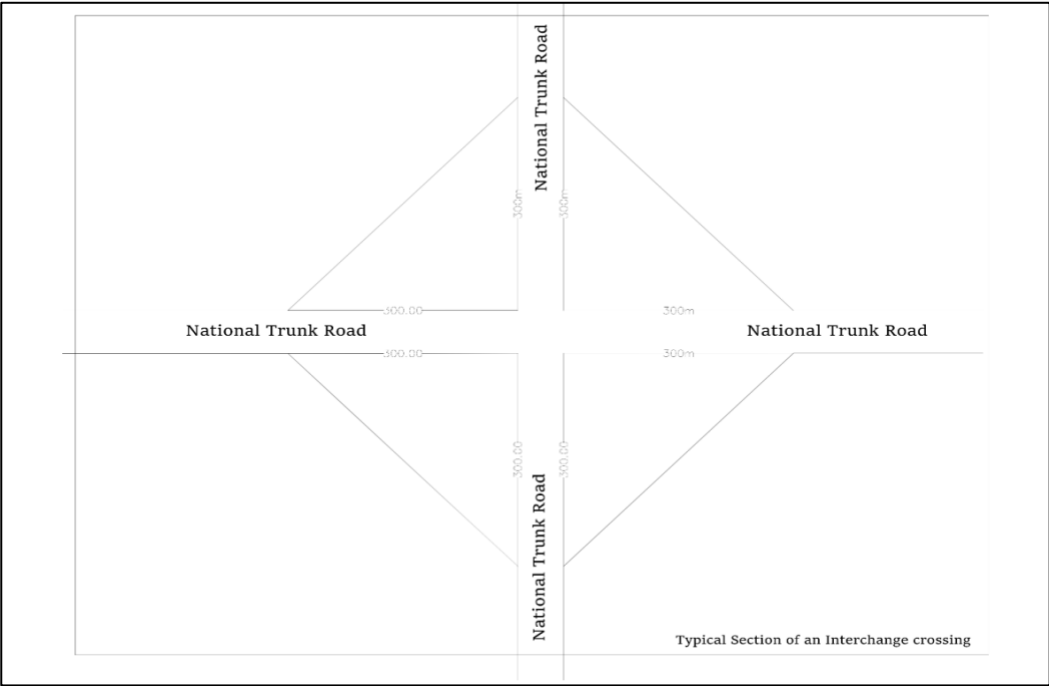 National Trunk Road
300m
300m
300.00
300m
National Trunk Road
National Trunk Road
300.00
300m
300.00
300.00
National Trunk Road
Typical Section of an Interchange crossing